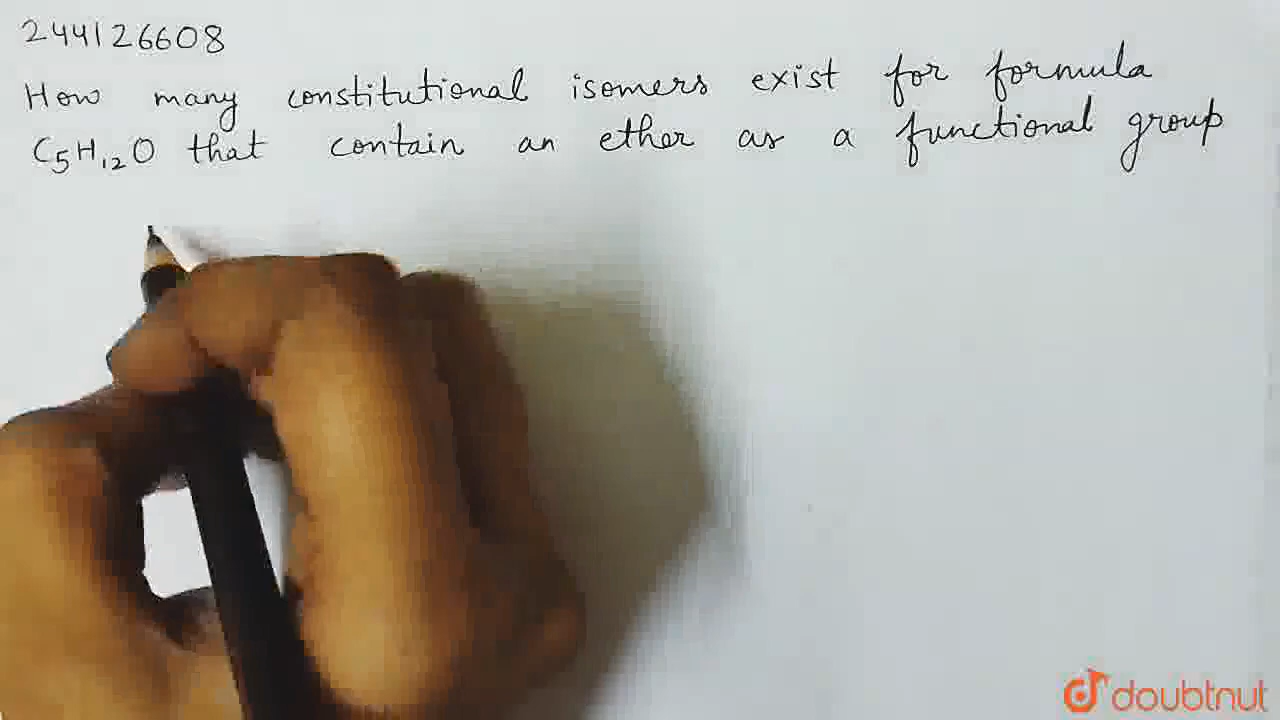 244126608
How many constitutional isomers exist for formula
C₅H₁₂O that contain an ether as a functional group
doubtnut